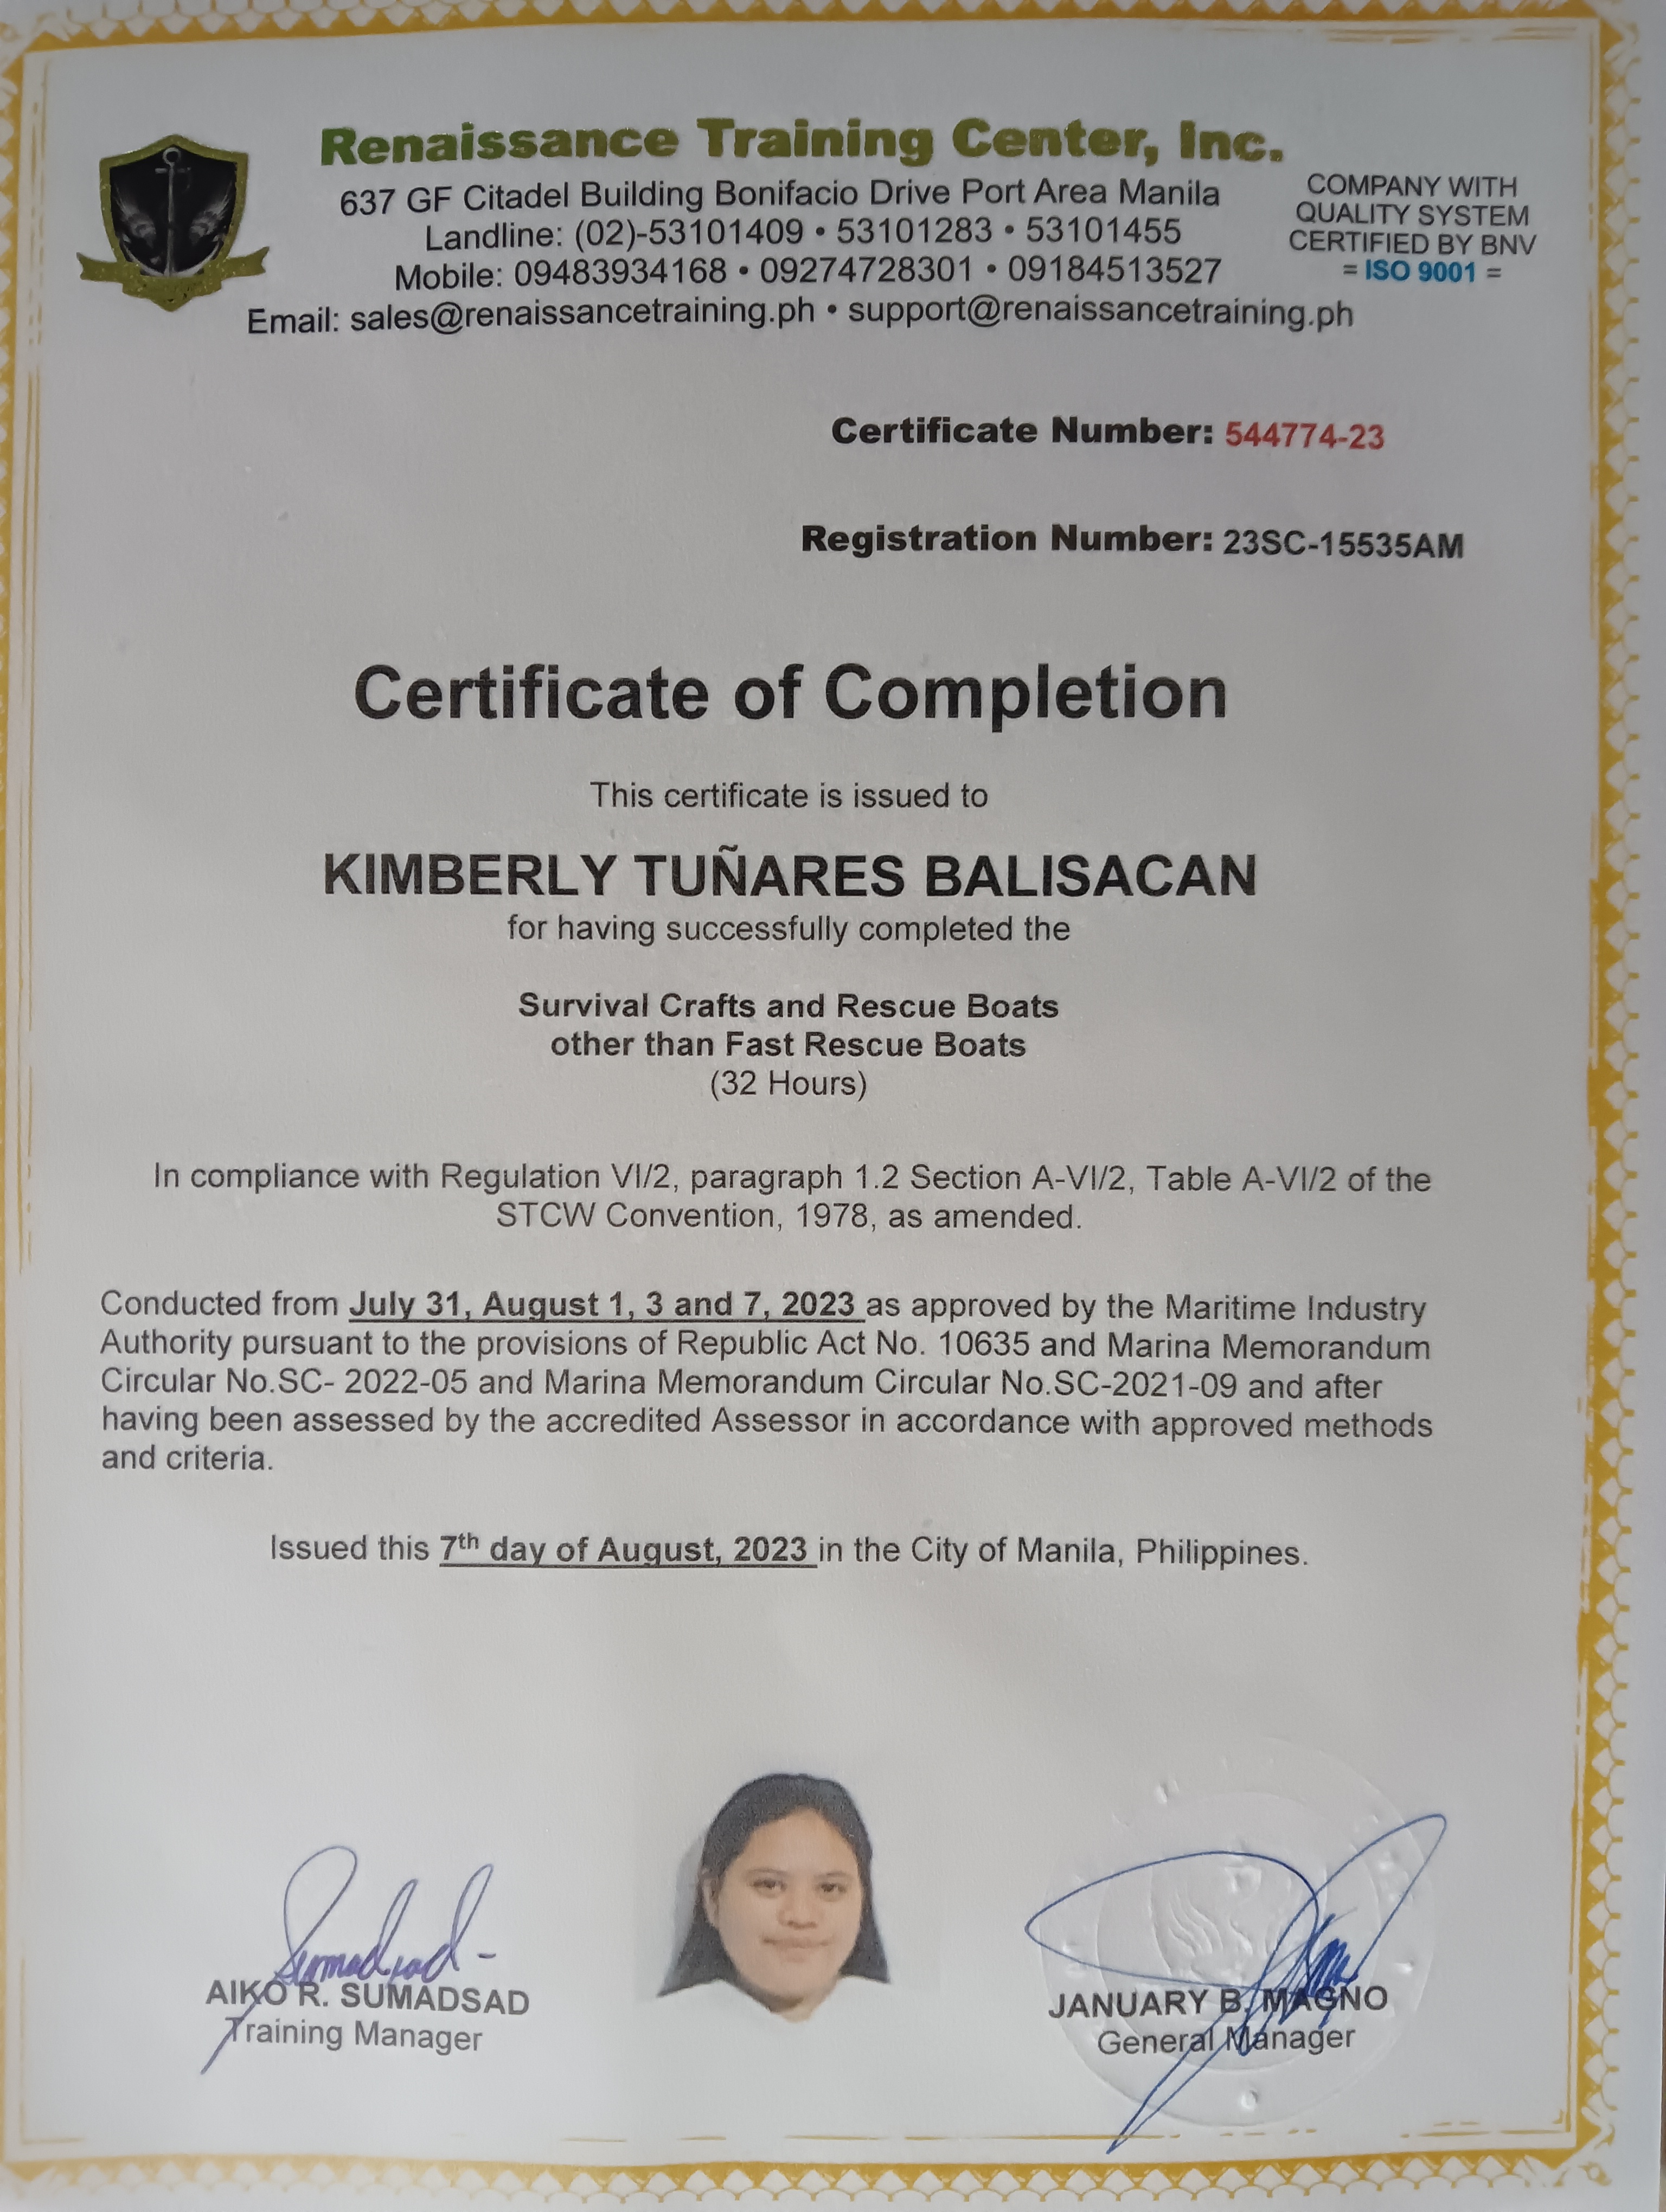 Renaissance Training Center, Inc.
637 GF Citadel Building Bonifacio Drive Port Area Manila
Landline: (02)-53101409 • 53101283 • 53101455
Mobile: 09483934168 • 09274728301 • 09184513527
Email: sales@renaissancetraining.ph • support@renaissancetraining.ph
COMPANY WITH
QUALITY SYSTEM
CERTIFIED BY BNV
= ISO 9001 =
Certificate Number: 544774-23
Registration Number: 23SC-15535AM
Certificate of Completion
This certificate is issued to
KIMBERLY TUÑARES BALISACAN
for having successfully completed the
Survival Crafts and Rescue Boats
other than Fast Rescue Boats
(32 Hours)
In compliance with Regulation VI/2, paragraph 1.2 Section A-VI/2, Table A-VI/2 of the
STCW Convention, 1978, as amended.
Conducted from July 31, August 1, 3 and 7, 2023 as approved by the Maritime Industry
Authority pursuant to the provisions of Republic Act No. 10635 and Marina Memorandum
Circular No.SC- 2022-05 and Marina Memorandum Circular No.SC-2021-09 and after
having been assessed by the accredited Assessor in accordance with approved methods
and criteria.
Issued this 7th day of August, 2023 in the City of Manila, Philippines.
Sumadsad
AIKO R. SUMADSAD
Training Manager
JANUARY B. MAGNO
General Manager